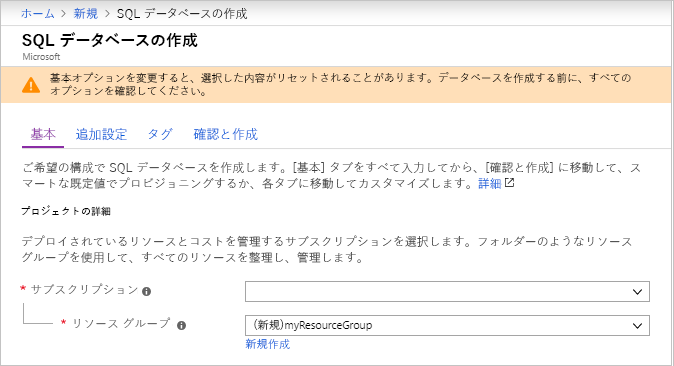 ホーム > 新規 > SQL データベースの作成
SQL データベースの作成
Microsoft
基本オプションを変更すると、選択した内容がリセットされることがあります。データベースを作成する前に、すべての
オプションを確認してください。
基本 追加設定 タグ 確認と作成
ご希望の構成で SQL データベースを作成します。[基本] タブをすべて入力してから、[確認と作成] に移動して、ス
マートな既定値でプロビジョニングするか、各タブに移動してカスタマイズします。詳細
プロジェクトの詳細
デプロイされているリソースとコストを管理するサブスクリプションを選択します。フォルダーのようなリソース
グループを使用して、すべてのリソースを整理し、管理します。
* サブスクリプション
* リソース グループ (新規)myResourceGroup
新規作成